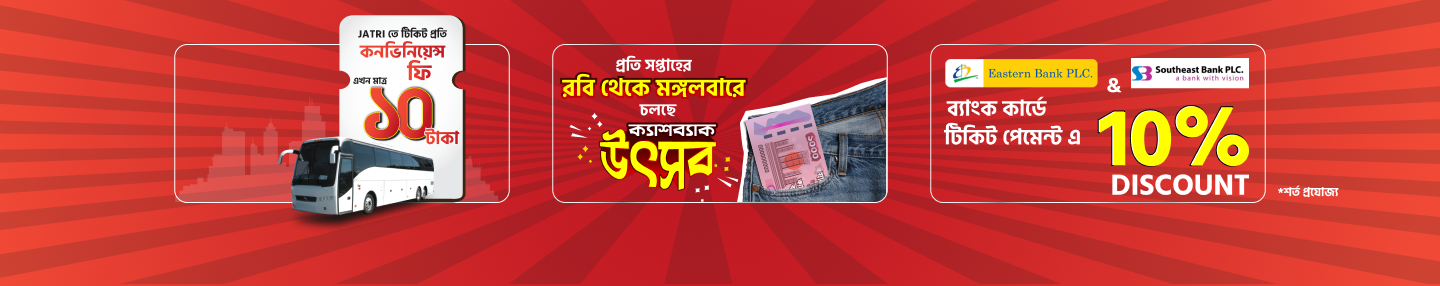 JATRI তে টিকিট প্রতি
কনভিনিয়েন্স
ফি
এখন মাত্র
১০
টাকা
প্রতি সপ্তাহের
রবি থেকে মঙ্গলবারে
চলছে
ক্যাশব্যাক
উৎসব
Eastern Bank PLC.
&
Southeast Bank PLC.
a bank with vision
ব্যাংক কার্ডে
টিকিট পেমেন্ট এ
10%
DISCOUNT
*শর্ত প্রযোজ্য